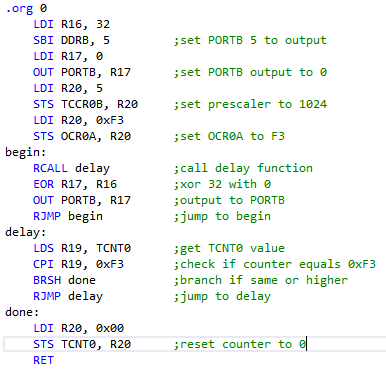 .org 0
LDI R16, 32
SBI DDRB, 5 ;set PORTB 5 to output
LDI R17, 0
OUT PORTB, R17 ;set PORTB output to 0
LDI R20, 5
STS TCCR0B, R20 ;set prescaler to 1024
LDI R20, 0xF3
STS OCR0A, R20 ;set OCR0A to F3
begin:
RCALL delay ;call delay function
EOR R17, R16 ;xor 32 with 0
OUT PORTB, R17 ;output to PORTB
RJMP begin ;jump to begin
delay:
LDS R19, TCNT0 ;get TCNT0 value
CPI R19, 0xF3 ;check if counter equals 0xF3
BRSH done ;branch if same or higher
RJMP delay ;jump to delay
done:
LDI R20, 0x00
STS TCNT0, R20 ;reset counter to 0
RET